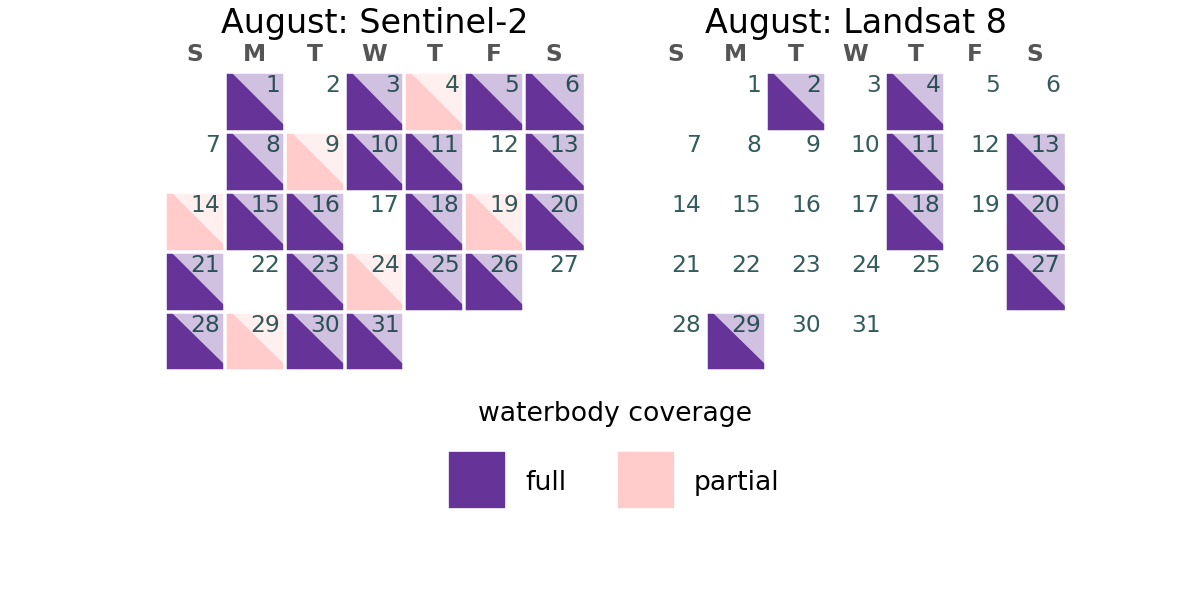 August: Sentinel-2
S M T W T F S
1 2 3 4 5 6
7 8 9 10 11 12 13
14 15 16 17 18 19 20
21 22 23 24 25 26 27
28 29 30 31
August: Landsat 8
S M T W T F S
1 2 3 4 5 6
7 8 9 10 11 12 13
14 15 16 17 18 19 20
21 22 23 24 25 26 27
28 29 30 31
waterbody coverage
full partial